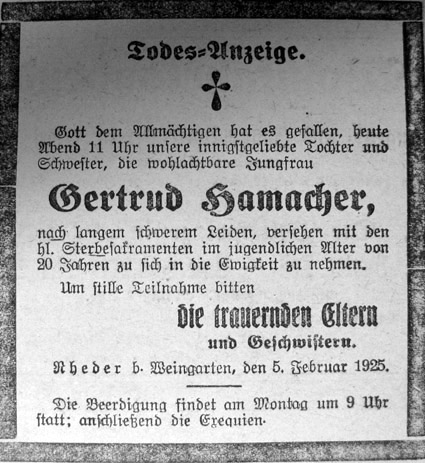 Todes-Anzeige.
Gott dem Allmächtigen hat es gefallen, heute
Abend 11 Uhr unsere innigstgeliebte Tochter und
Schwester, die wohlachtbare Jungfrau
Gertrud Hamacher,
nach langem schwerem Leiden, versehen mit den
hl. Sterbesakramenten im jugendlichen Alter von
20 Jahren zu sich in die Ewigkeit zu nehmen.
Um stille Teilnahme bitten
die trauernden Eltern
und Geschwistern.
Rheder b. Weingarten, den 5. Februar 1925.
Die Beerdigung findet am Montag um 9 Uhr
statt; anschließend die Exequien.